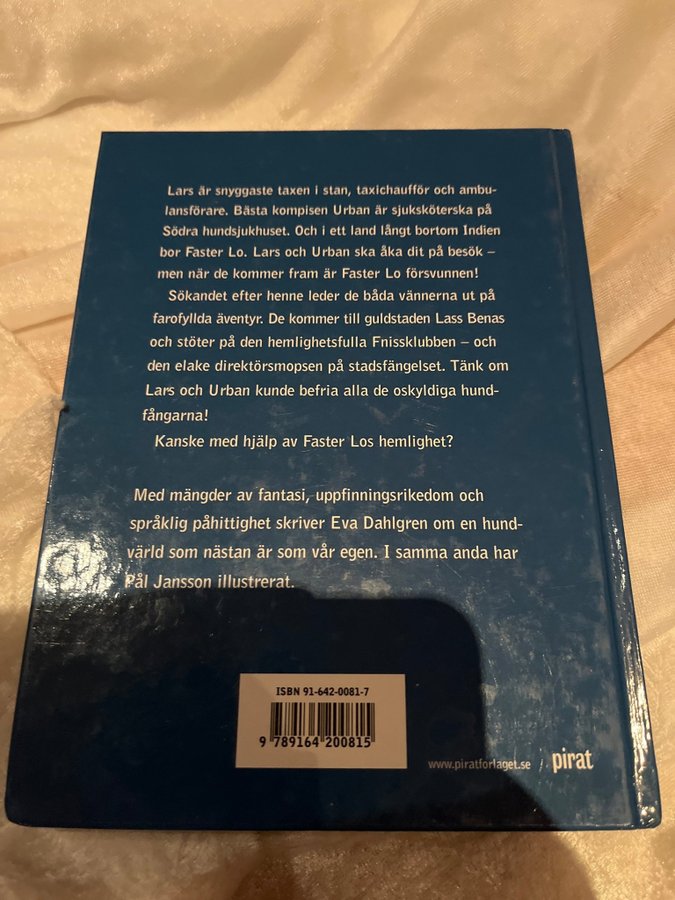 Lars är snyggaste taxen i stan, taxichaufför och ambu-
lansförare. Bästa kompisen Urban är sjuksköterska på
Södra hundsjukhuset. Och i ett land långt bortom Indien
bor Faster Lo. Lars och Urban ska åka dit på besök –
men när de kommer fram är Faster Lo försvunnen!
Sökandet efter henne leder de båda vännerna ut på
farofyllda äventyr. De kommer till guldstaden Lass Benas
och stöter på den hemlighetsfulla Fnissklubben – och
den elake direktörsmopsen på stadsfängelset. Tänk om
Lars och Urban kunde befria alla de oskyldiga hund-
fångarna!
Kanske med hjälp av Faster Los hemlighet?
Med mängder av fantasi, uppfinningsrikedom och
språklig påhittighet skriver Eva Dahlgren om en hund-
värld som nästan är som vår egen. I samma anda har
Pål Jansson illustrerat.
ISBN 91-642-0081-7
9 789164 200815
www.piratforlaget.se / pirat